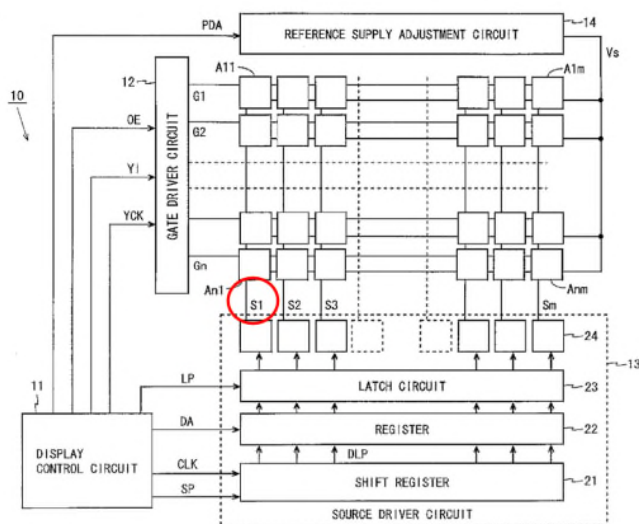 PDA
REFERENCE SUPPLY ADJUSTMENT CIRCUIT
14
Vs
10
12
A11
A1m
GATE DRIVER CIRCUIT
G1
OE
G2
YI
YCK
Gn
An1
Anm
S1
S2
S3
Sm
24
13
11
LP
LATCH CIRCUIT
23
DISPLAY
CONTROL CIRCUIT
DA
REGISTER
22
DLP
CLK
SHIFT REGISTER
21
SP
SOURCE DRIVER CIRCUIT